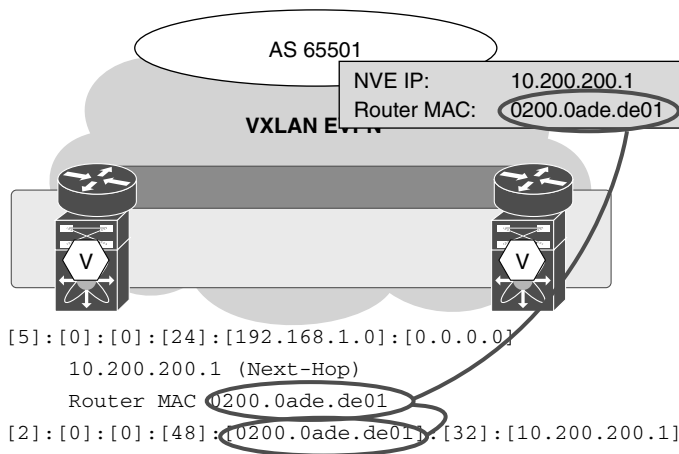 AS 65501
NVE IP: 10.200.200.1
Router MAC: 0200.0ade.de01
VXLAN EVPN
V V
[5]:[0]:[0]:[24]:[192.168.1.0]:[0.0.0.0]
10.200.200.1 (Next-Hop)
Router MAC 0200.0ade.de01
[2]:[0]:[0]:[48]:[0200.0ade.de01]:[32]:[10.200.200.1]